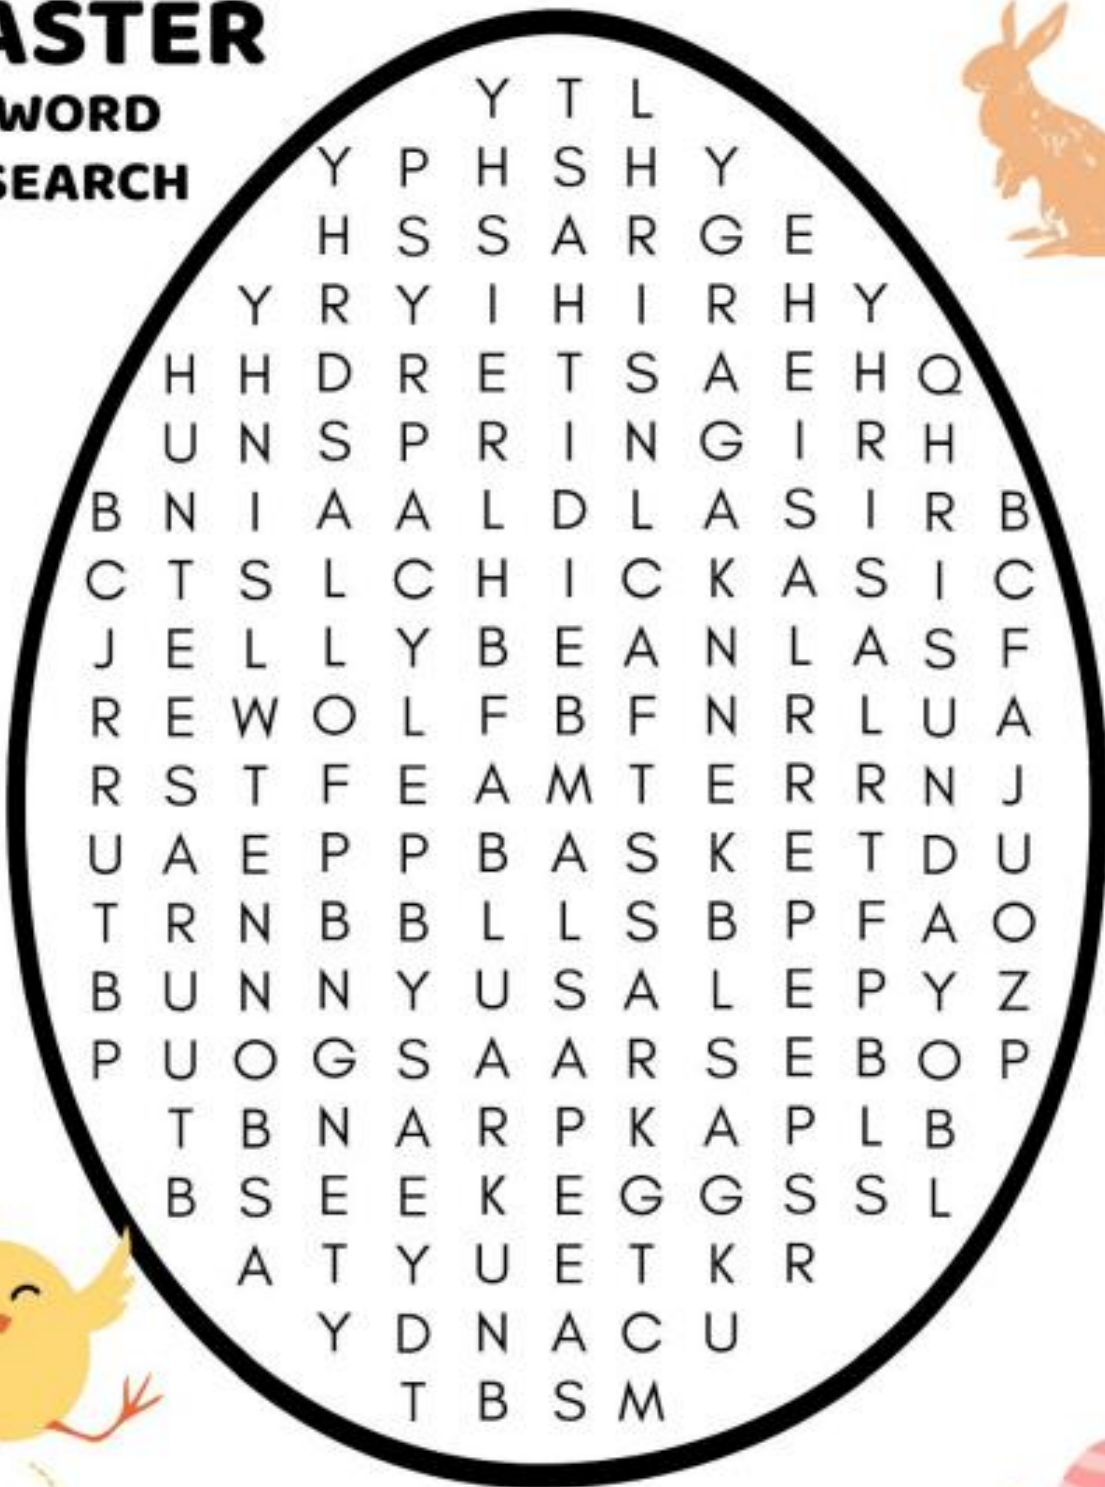 ASTER
WORD
SEARCH
Y T L
Y P H S H Y
H S S A R G E
Y R Y I H I R H Y
H H D R E T S A E H Q
U N S P R I N G I R H
B N I A A L D L A S I R B
C T S L C H I C K A S I C
J E L L Y B E A N L A S F
R E W O L F B F N R L U A
R S T F E A M T E R R N J
U A E P P B A S K E T D U
T R N B B L L S B P F A O
B U N N Y U S A L E P Y Z
P U O G S A A R S E B O P
T B N A R P K A P L B
B S E E K E G G S S L
A T Y U E T K R
Y D N A C U
T B S M